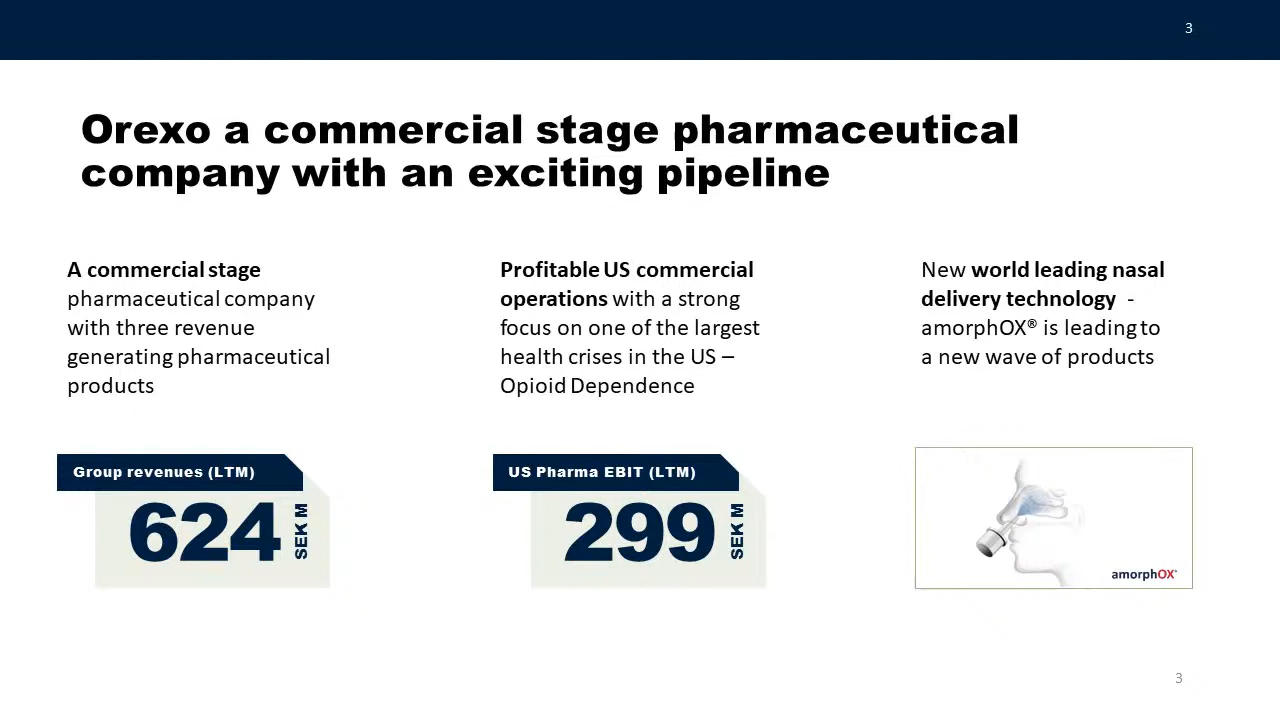 3
Orexo a commercial stage pharmaceutical
company with an exciting pipeline
A commercial stage
pharmaceutical company
with three revenue
generating pharmaceutical
products
Profitable US commercial
operations with a strong
focus on one of the largest
health crises in the US –
Opioid Dependence
New world leading nasal
delivery technology -
amorphOX® is leading to
a new wave of products
Group revenues (LTM)
624 SEK M
US Pharma EBIT (LTM)
299 SEK M
amorphOX®
3